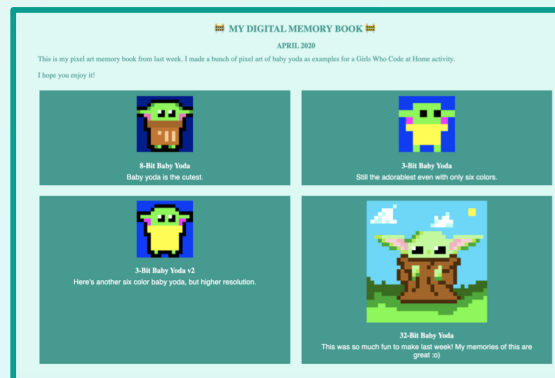 MY DIGITAL MEMORY BOOK
APRIL 2020
This is my pixel art memory book from last week. I made a bunch of pixel art of baby yoda as examples for a Girls Who Code at Home activity.
I hope you enjoy it!
8-Bit Baby Yoda
Baby yoda is the cutest.
3-Bit Baby Yoda
Still the adorablest even with only six colors.
3-Bit Baby Yoda v2
Here's another six color baby yoda, but higher resolution.
32-Bit Baby Yoda
This was so much fun to make last week! My memories of this are
great :o)